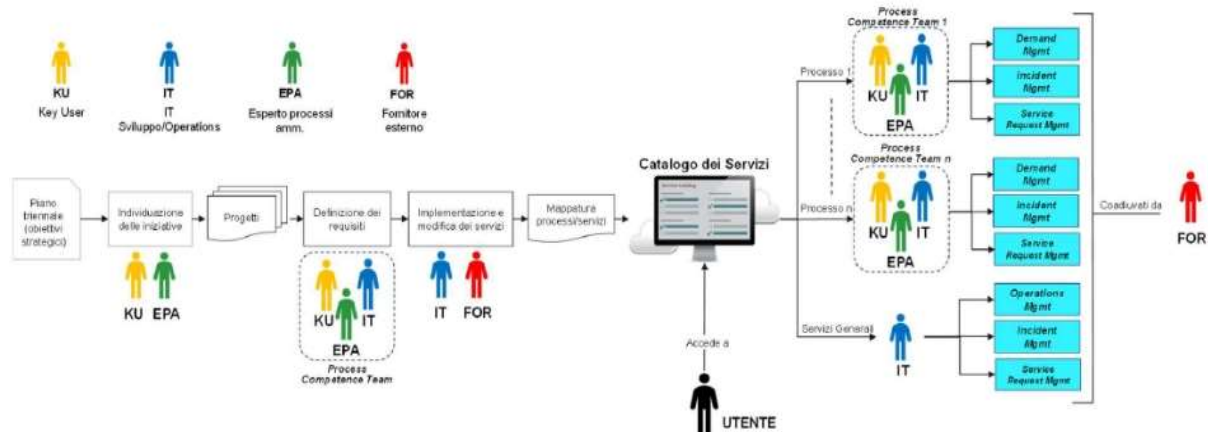 KU
Key User
IT
IT
Sviluppo/Operations
EPA
Esperto processi
amm.
FOR
Fornitore
esterno
Piano
triennale
(obiettivi
strategici)
Individuazione
delle iniziative
KU EPA
Progetti
Definizione dei
requisiti
KU IT
EPA
Process
Competence Team
Implementazione e
modifica dei servizi
IT FOR
Mappatura
processi/servizi
Catalogo dei Servizi
Accede a
UTENTE
Processo 1
Process
Competence Team 1
KU IT
EPA
Demand
Mgmt
Incident
Mgmt
Service
Request Mgmt
Processo n
Process
Competence Team n
KU IT
EPA
Demand
Mgmt
Incident
Mgmt
Service
Request Mgmt
Servizi Generali
IT
Operations
Mgmt
Incident
Mgmt
Service
Request Mgmt
Coadiuvati da
FOR